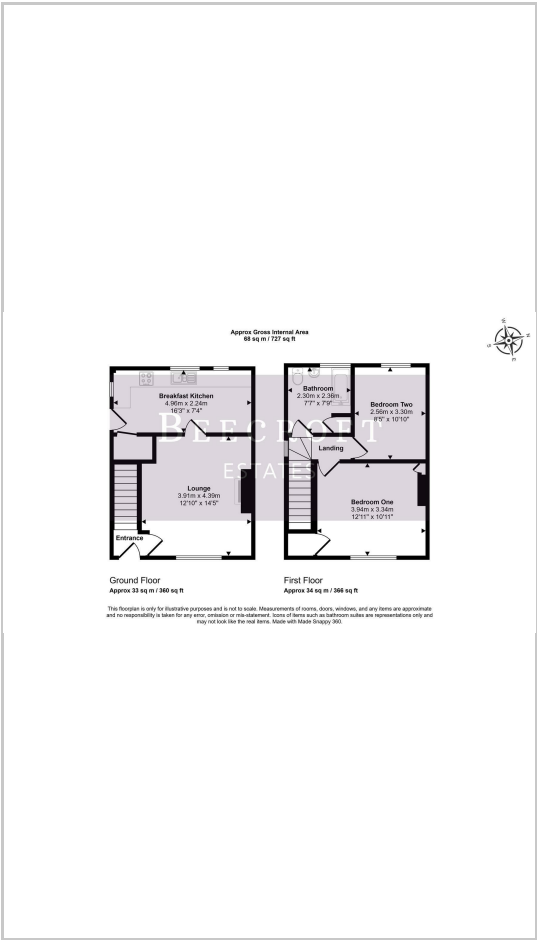 Approx Gross Internal Area
68 sq m / 727 sq ft
W
N
S
E
Breakfast Kitchen
4.96m x 2.24m
16'3" x 7'4"
Bathroom
2.30m x 2.36m
7'7" x 7'9"
Bedroom Two
2.56m x 3.30m
8'5" x 10'10"
BEECROFT
ESTATES
Landing
Lounge
3.91m x 4.39m
12'10" x 14'5"
Bedroom One
3.94m x 3.34m
12'11" x 10'11"
Entrance
Ground Floor
Approx 33 sq m / 360 sq ft
First Floor
Approx 34 sq m / 366 sq ft
This floorplan is only for illustrative purposes and is not to scale. Measurements of rooms, doors, windows, and any items are approximate
and no responsibility is taken for any error, omission or mis-statement. Icons of items such as bathroom suites are representations only and
may not look like the real items. Made with Made Snappy 360.